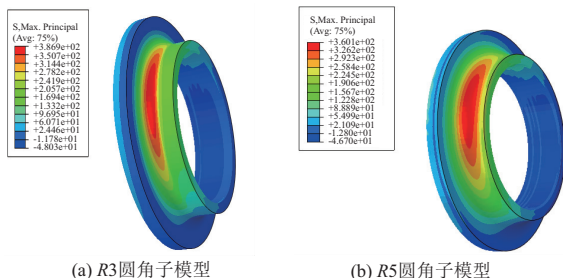 S,Max. Principal
(Avg: 75%)
+3.869e+02
+3.507e+02
+3.144e+02
+2.782e+02
+2.419e+02
+2.057e+02
+1.694e+02
+1.332e+02
+9.695e+01
+6.071e+01
+2.446e+01
-1.178e+01
-4.803e+01
(a) R3圆角子模型
S,Max. Principal
(Avg: 75%)
+3.601e+02
+3.262e+02
+2.923e+02
+2.584e+02
+2.245e+02
+1.906e+02
+1.567e+02
+1.228e+02
+8.889e+01
+5.499e+01
+2.109e+01
-1.280e+01
-4.670e+01
(b) R5圆角子模型